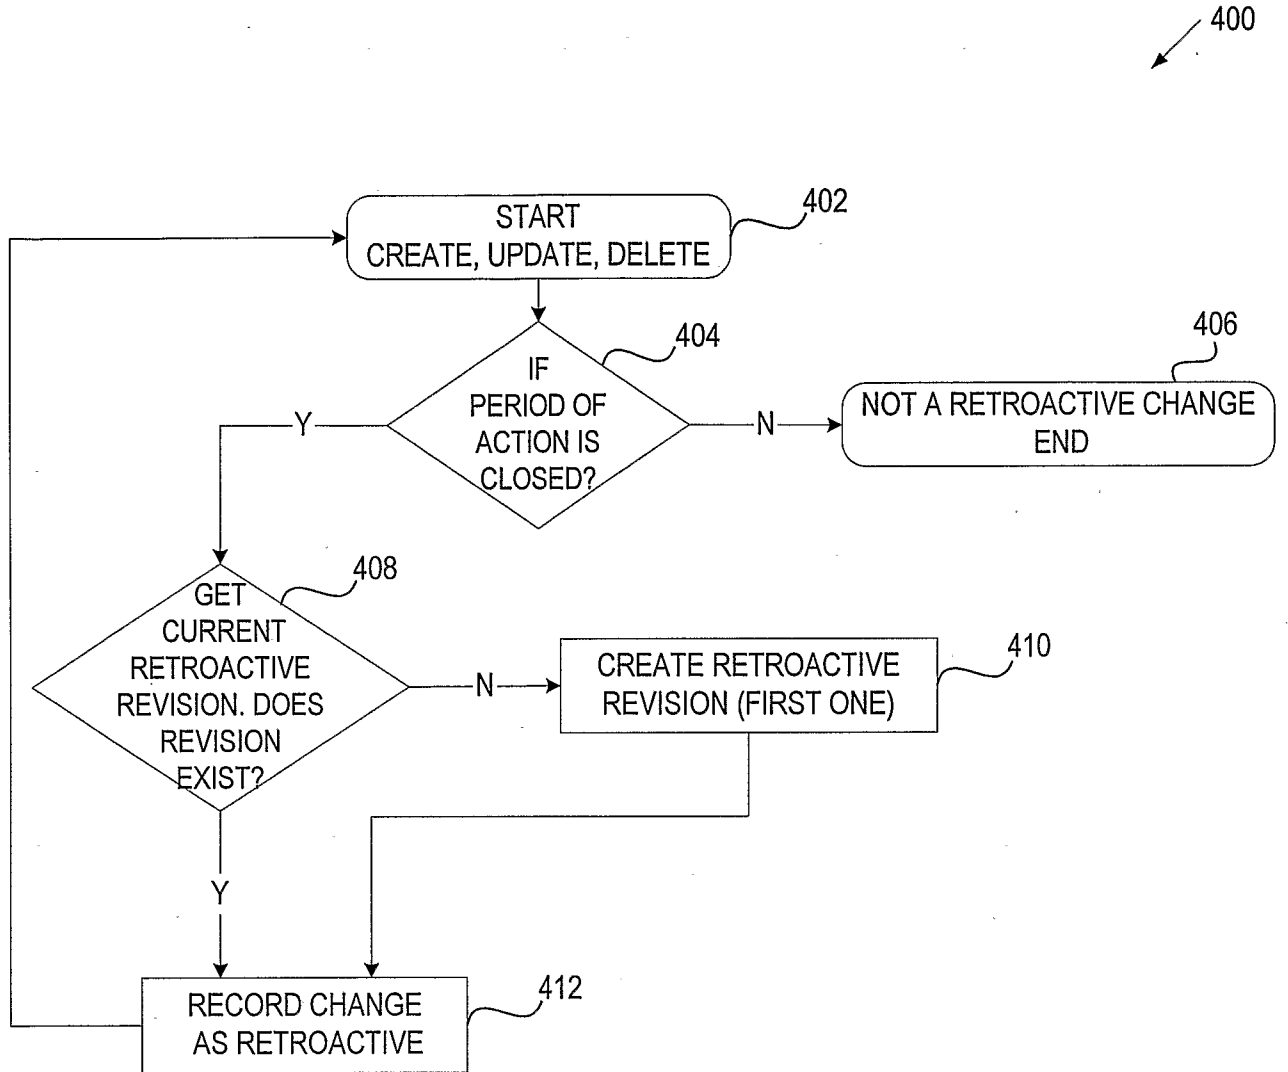 400
START
CREATE, UPDATE, DELETE
402
IF
PERIOD OF
ACTION IS
CLOSED?
404
Y
N
NOT A RETROACTIVE CHANGE
END
406
GET
CURRENT
RETROACTIVE
REVISION. DOES
REVISION
EXIST?
408
N
CREATE RETROACTIVE
REVISION (FIRST ONE)
410
Y
RECORD CHANGE
AS RETROACTIVE
412